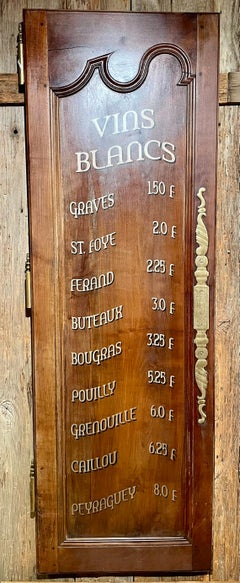 VINS
BLANCS
GRAVES 1.50 F
ST. FOYE 2.0 F
FERAND 2.25 F
BUTEAUX 3.0 F
BOUGRAS 3.25 F
POUILLY 5.25 F
GRENOUILLE 6.0 F
CAILLOU 6.25 F
PEYRAGUEY 8.0 F